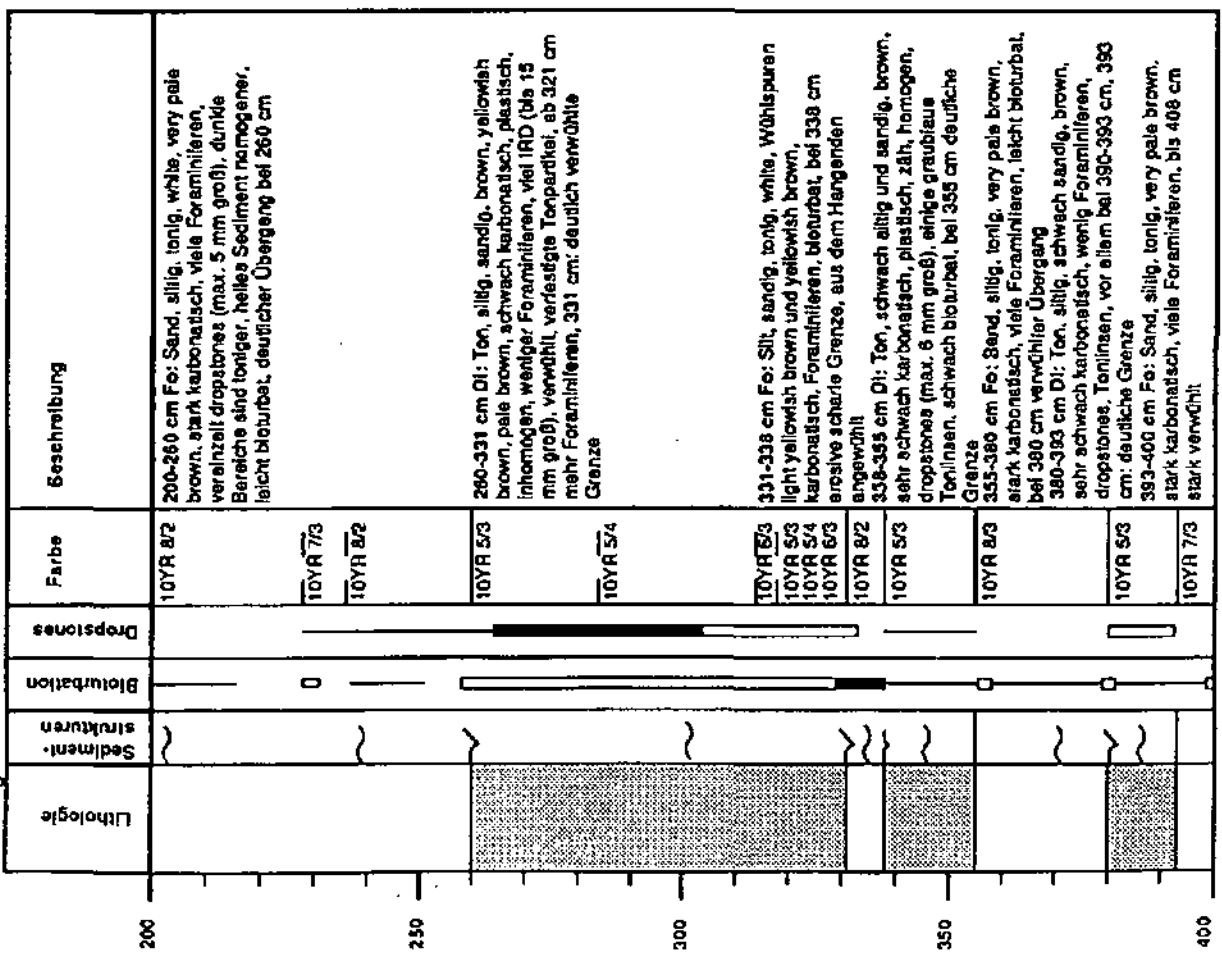 Lithologie
Sediment-
strukturen
Bioturbation
Dropstones
Farbe
Beschreibung
200
250
300
350
400
10YR 8/2
10YR 7/3
10YR 8/2
10YR 5/3
10YR 5/4
10YR 6/3
10YR 5/3
10YR 5/4
10YR 6/3
10YR 8/2
10YR 5/3
10YR 8/3
10YR 5/3
10YR 7/3
200-260 cm Fo: Sand, siltig, tonig, white, very pale
brown, stark karbonatisch, viele Foraminiferen,
vereinzelt dropstones (max. 5 mm groß), dunkle
Bereiche sind toniger, helles Sediment homogener,
leicht bioturbat, deutlicher Übergang bei 260 cm
260-331 cm Di: Ton, siltig, sandig, brown, yellowish
brown, pale brown, schwach karbonatisch, plastisch,
inhomogen, weniger Foraminiferen, viel IRD (bis 15
mm groß), verwühlt, verfestigte Tonpartikel, ab 321 cm
mehr Foraminiferen, 331 cm: deutlich verwühlte
Grenze
331-338 cm Fo: Silt, sandig, tonig, white, Wühlspuren
light yellowish brown und yellowish brown,
karbonatisch, Foraminiferen, bioturbat, bei 338 cm
erosive scharfe Grenze, aus dem Hangenden
angewühlt
358-355 cm Di: Ton, schwach siltig und sandig, brown,
sehr schwach karbonatisch, plastisch, zäh, homogen,
dropstones (max. 6 mm groß), einige graublaue
Tonlinsen, schwach bioturbat, bei 355 cm deutliche
Grenze
355-380 cm Fo: Sand, siltig, tonig, very pale brown,
stark karbonatisch, viele Foraminiferen, leicht bioturbat,
bei 380 cm verwühlter Übergang
380-393 cm Di: Ton, siltig, schwach sandig, brown,
sehr schwach karbonatisch, wenig Foraminiferen,
dropstones, Tonlinsen, vor allem bei 390-393 cm, 393
cm: deutliche Grenze
393-400 cm Fo: Sand, siltig, tonig, very pale brown,
stark karbonatisch, viele Foraminiferen, bis 408 cm
stark verwühlt